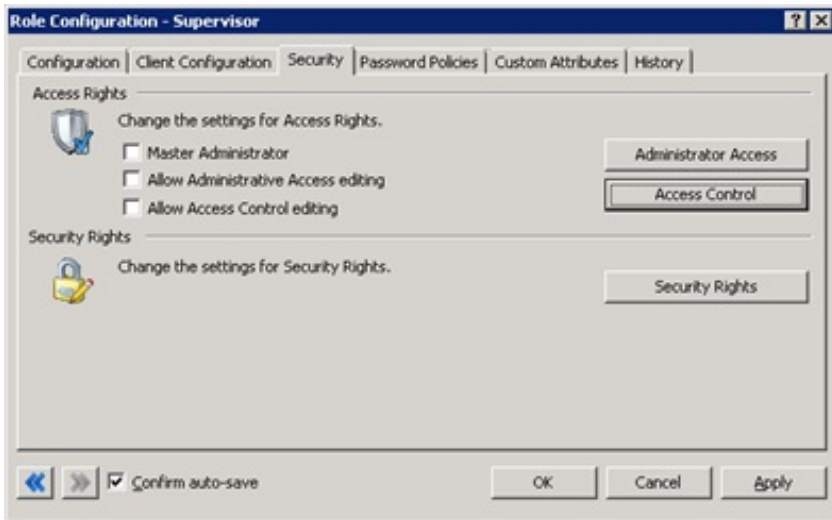 Role Configuration - Supervisor
Configuration Client Configuration Security Password Policies Custom Attributes History
Access Rights
Change the settings for Access Rights.
Master Administrator
Administrator Access
Allow Administrative Access editing
Access Control
Allow Access Control editing
Security Rights
Change the settings for Security Rights.
Security Rights
Confirm auto-save OK Cancel Apply